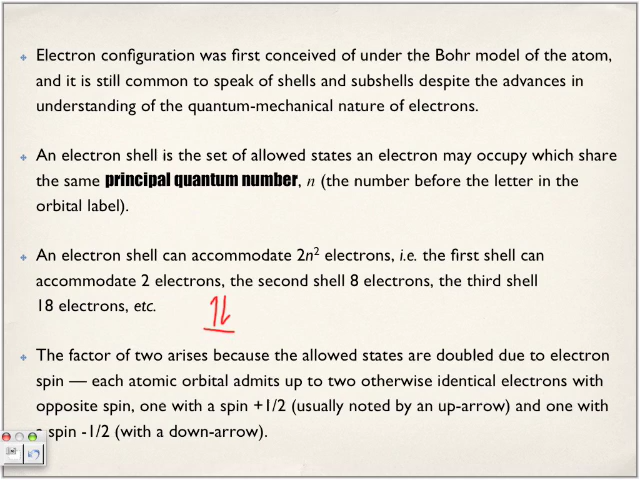 Electron configuration was first conceived of under the Bohr model of the atom,
and it is still common to speak of shells and subshells despite the advances in
understanding of the quantum-mechanical nature of electrons.
An electron shell is the set of allowed states an electron may occupy which share
the same principal quantum number, n (the number before the letter in the
orbital label).
An electron shell can accommodate 2n² electrons, i.e. the first shell can
accommodate 2 electrons, the second shell 8 electrons, the third shell
18 electrons, etc.
The factor of two arises because the allowed states are doubled due to electron
spin — each atomic orbital admits up to two otherwise identical electrons with
opposite spin, one with a spin +1/2 (usually noted by an up-arrow) and one with
spin -1/2 (with a down-arrow).